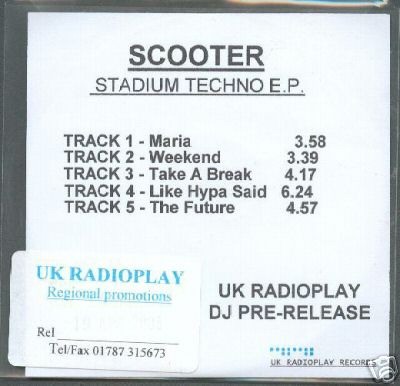 SCOOTER
STADIUM TECHNO E.P.
TRACK 1 - Maria 3.58
TRACK 2 - Weekend 3.39
TRACK 3 - Take A Break 4.17
TRACK 4 - Like Hypa Said 6.24
TRACK 5 - The Future 4.57
UK RADIOPLAY
Regional promotions
Rel
Tel/Fax 01787 315673
UK RADIOPLAY
DJ PRE-RELEASE
UK RADIOPLAY RECORDS